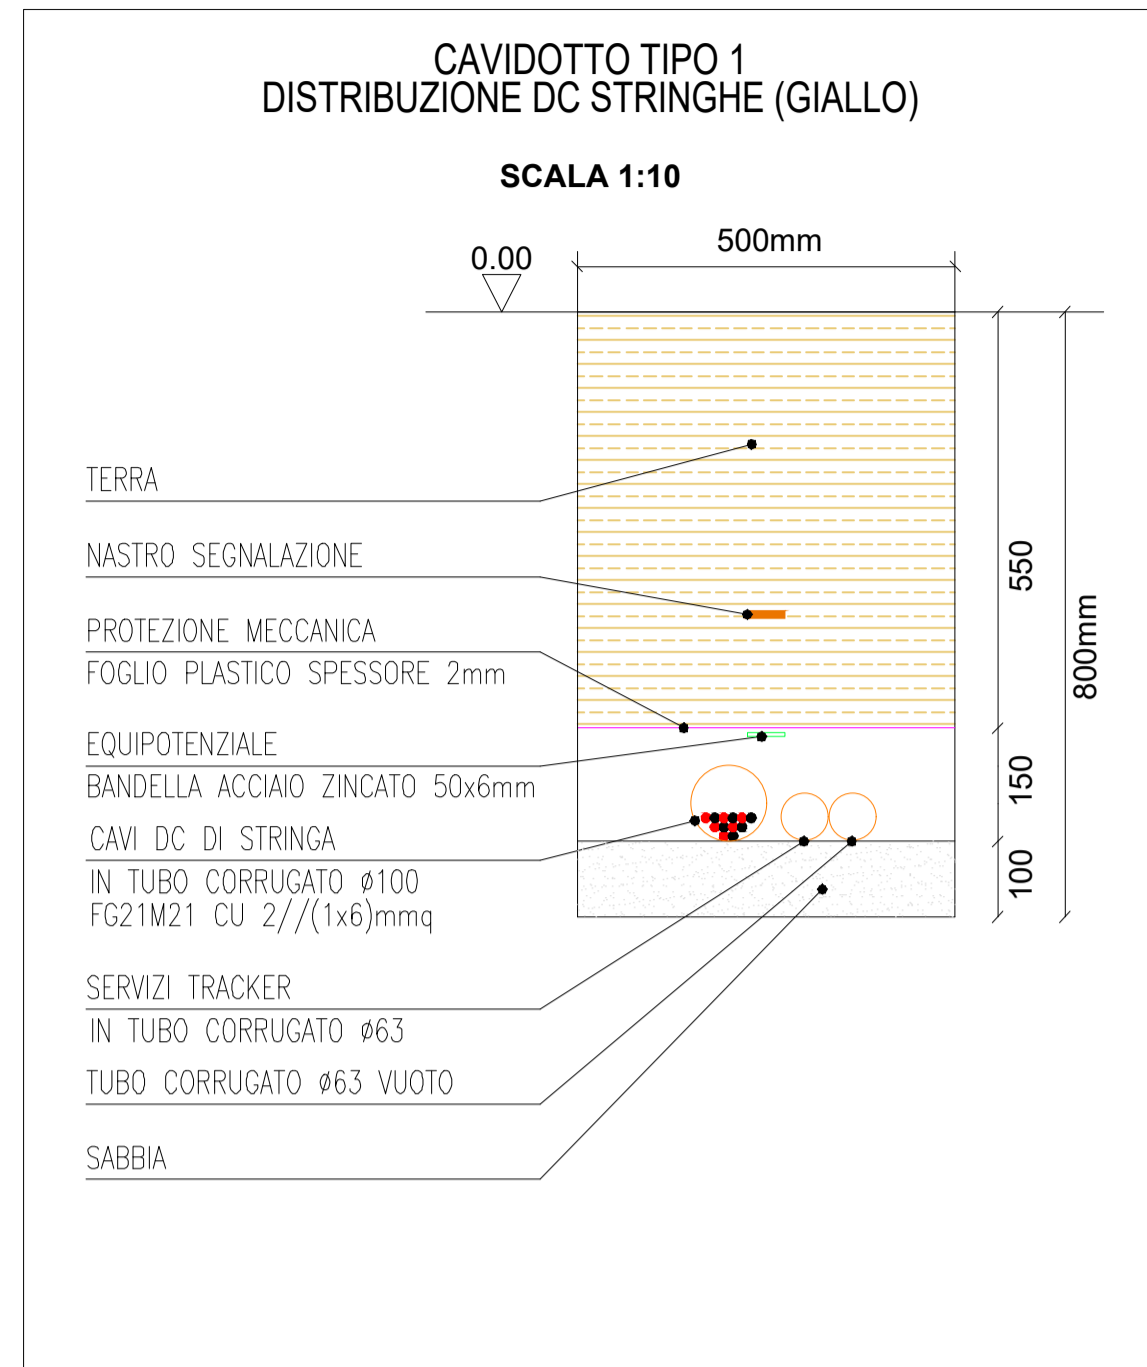 CAVIDOTTO TIPO 1
DISTRIBUZIONE DC STRINGHE (GIALLO)
SCALA 1:10
0.00
500mm
TERRA
NASTRO SEGNALAZIONE
PROTEZIONE MECCANICA
FOGLIO PLASTICO SPESSORE 2mm
EQUIPOTENZIALE
BANDELLA ACCIAIO ZINCATO 50x6mm
CAVI DC DI STRINGA
IN TUBO CORRUGATO ø100
FG21M21 CU 2//(1x6)mmq
SERVIZI TRACKER
IN TUBO CORRUGATO ø63
TUBO CORRUGATO ø63 VUOTO
SABBIA
550
150
100
800mm